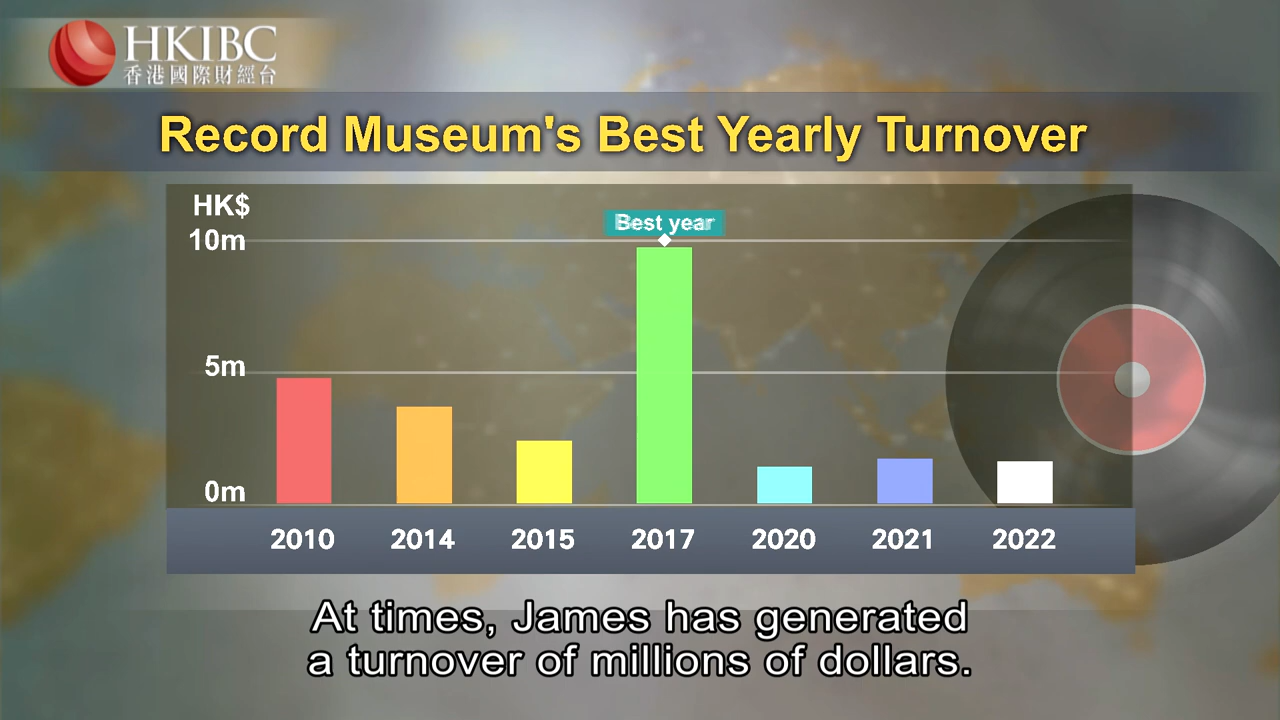 HKIBC
香港國際財經台
Record Museum's Best Yearly Turnover
HK$
10m
Best year
5m
0m
2010 2014 2015 2017 2020 2021 2022
At times, James has generated
a turnover of millions of dollars.